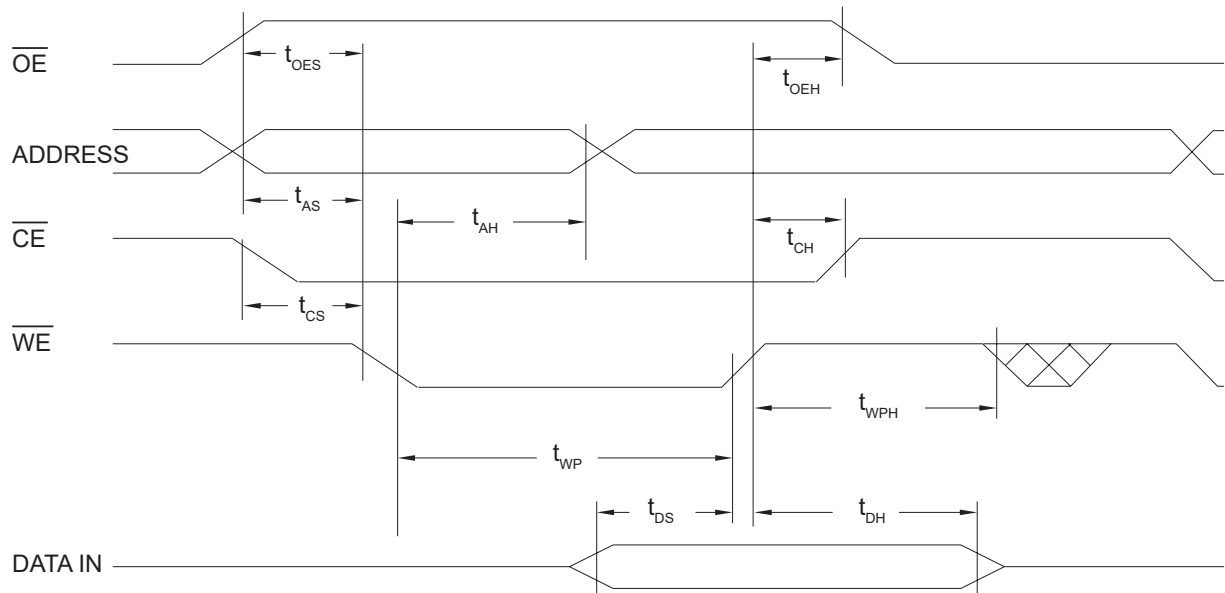 OE
tOES
tOEH
ADDRESS
tAS
tAH
CE
tCH
tCS
WE
tWPH
tWP
tDS
tDH
DATA IN